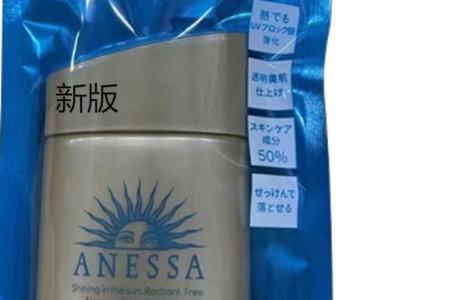 新版
熱でも
UVブロック膜
強化
透明美肌
仕上げ
スキンケア
成分
50%
せっけんで
落とせる
ANESSA
Shining in the sun. Radiant. Free.